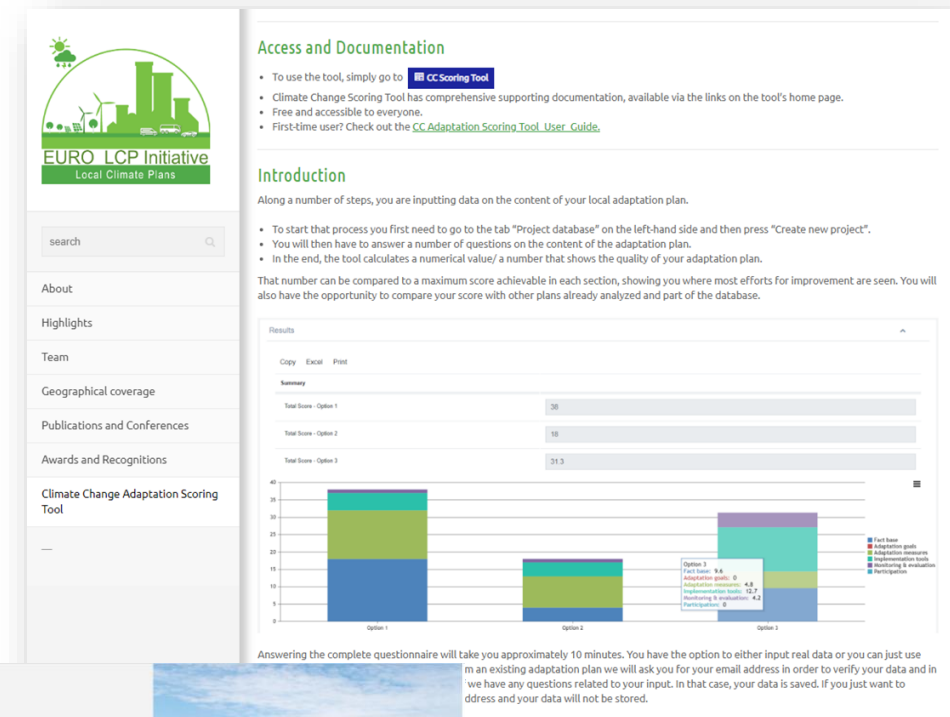 EURO LCP Initiative
Local Climate Plans
search
About
Highlights
Team
Geographical coverage
Publications and Conferences
Awards and Recognitions
Climate Change Adaptation Scoring
Tool
—
Access and Documentation
• To use the tool, simply go to CC Scoring Tool
• Climate Change Scoring Tool has comprehensive supporting documentation, available via the links on the tool's home page.
• Free and accessible to everyone.
• First-time user? Check out the CC Adaptation Scoring Tool User Guide.
Introduction
Along a number of steps, you are inputting data on the content of your local adaptation plan.
• To start that process you first need to go to the tab "Project database" on the left-hand side and then press "Create new project".
• You will then have to answer a number of questions on the content of the adaptation plan.
• In the end, the tool calculates a numerical value/ a number that shows the quality of your adaptation plan.
That number can be compared to a maximum score achievable in each section, showing you where most efforts for improvement are seen. You will
also have the opportunity to compare your score with other plans already analyzed and part of the database.
Results
Copy Excel Print
Summary
Total Score - Option 1 38
Total Score - Option 2 18
Total Score - Option 3 31,3
40
35
30
25
20
15
10
5
0
Option 1 Option 2 Option 3
Option 3
Fact base: 9.6
Adaptation goals: 0
Adaptation measures: 4.8
Implementation tools: 12.7
Monitoring & evaluation: 4.2
Participation: 0
Fact base
Adaptation goals
Adaptation measures
Implementation tools
Monitoring & evaluation
Participation
Answering the complete questionnaire will take you approximately 10 minutes. You have the option to either input real data or you can just use
m an existing adaptation plan we will ask you for your email address in order to verify your data and in
we have any questions related to your input. In that case, your data is saved. If you just want to
ddress and your data will not be stored.